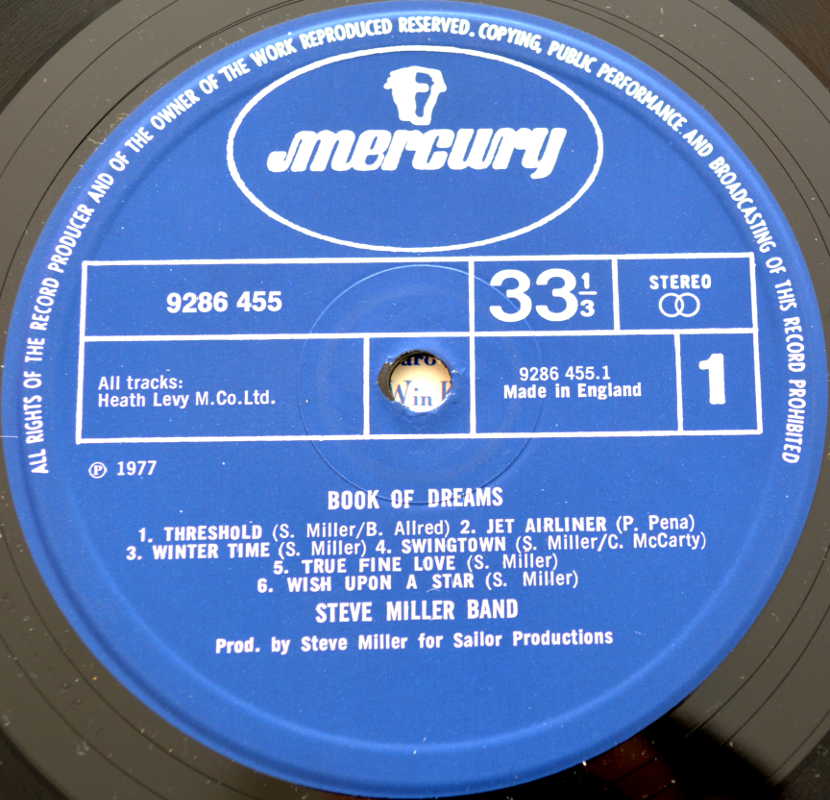 ALL RIGHTS OF THE RECORD PRODUCER AND OF THE OWNER OF THE WORK REPRODUCED RESERVED. COPYING, PUBLIC PERFORMANCE AND BROADCASTING OF THIS RECORD PROHIBITED
mercury
9286 455
33 1/3
STEREO
All tracks:
Heath Levy M.Co.Ltd.
Win
9286 455.1
Made in England
1
℗ 1977
BOOK OF DREAMS
1. THRESHOLD (S. Miller/B. Allred) 2. JET AIRLINER (P. Pena)
3. WINTER TIME (S. Miller) 4. SWINGTOWN (S. Miller/C. McCarty)
5. TRUE FINE LOVE (S. Miller)
6. WISH UPON A STAR (S. Miller)
STEVE MILLER BAND
Prod. by Steve Miller for Sailor Productions